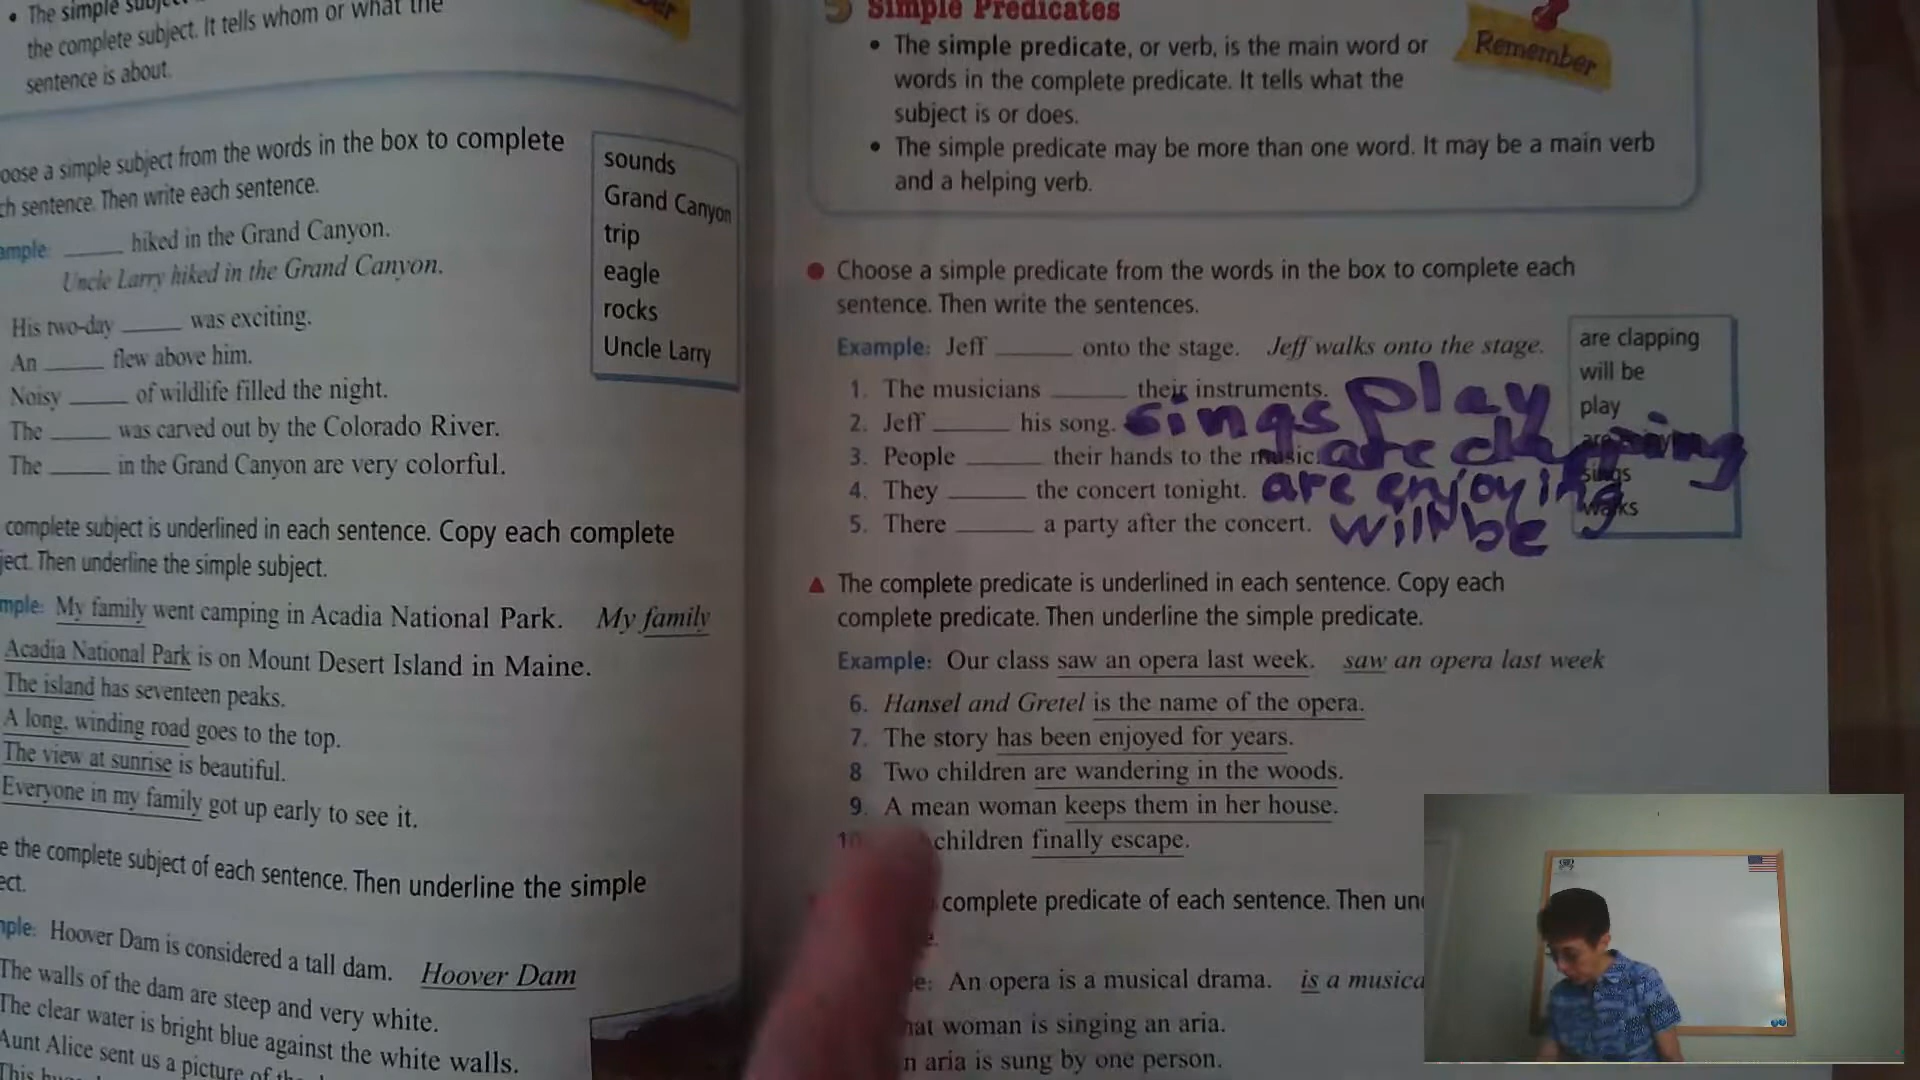 • The simple
the complete subject. It tells whom or what the
sentence is about.
oose a simple subject from the words in the box to complete
ch sentence. Then write each sentence.
ample: ______ hiked in the Grand Canyon.
Uncle Larry hiked in the Grand Canyon.
His two-day ______ was exciting.
An ______ flew above him.
Noisy ______ of wildlife filled the night.
The ______ was carved out by the Colorado River.
The ______ in the Grand Canyon are very colorful.
sounds
Grand Canyon
trip
eagle
rocks
Uncle Larry
complete subject is underlined in each sentence. Copy each complete
ject. Then underline the simple subject.
mple: My family went camping in Acadia National Park. My family
Acadia National Park is on Mount Desert Island in Maine.
The island has seventeen peaks.
A long, winding road goes to the top.
The view at sunrise is beautiful.
Everyone in my family got up early to see it.
e the complete subject of each sentence. Then underline the simple
ect.
mple: Hoover Dam is considered a tall dam. Hoover Dam
The walls of the dam are steep and very white.
The clear water is bright blue against the white walls.
Aunt Alice sent us a picture of
This
5 Simple Predicates
Remember
• The simple predicate, or verb, is the main word or
words in the complete predicate. It tells what the
subject is or does.
• The simple predicate may be more than one word. It may be a main verb
and a helping verb.
Choose a simple predicate from the words in the box to complete each
sentence. Then write the sentences.
Example: Jeff ______ onto the stage. Jeff walks onto the stage.
1. The musicians ______ their instruments. play
2. Jeff ______ his song. sings
3. People ______ their hands to the music. are clapping
4. They ______ the concert tonight. are enjoying
5. There ______ a party after the concert. will be
are clapping
will be
play
sings
walks
The complete predicate is underlined in each sentence. Copy each
complete predicate. Then underline the simple predicate.
Example: Our class saw an opera last week. saw an opera last week
6. Hansel and Gretel is the name of the opera.
7. The story has been enjoyed for years.
8 Two children are wandering in the woods.
9. A mean woman keeps them in her house.
10 children finally escape.
complete predicate of each sentence. Then
e: An opera is a musical drama. is a
hat woman is singing an aria.
n aria is sung by one person.